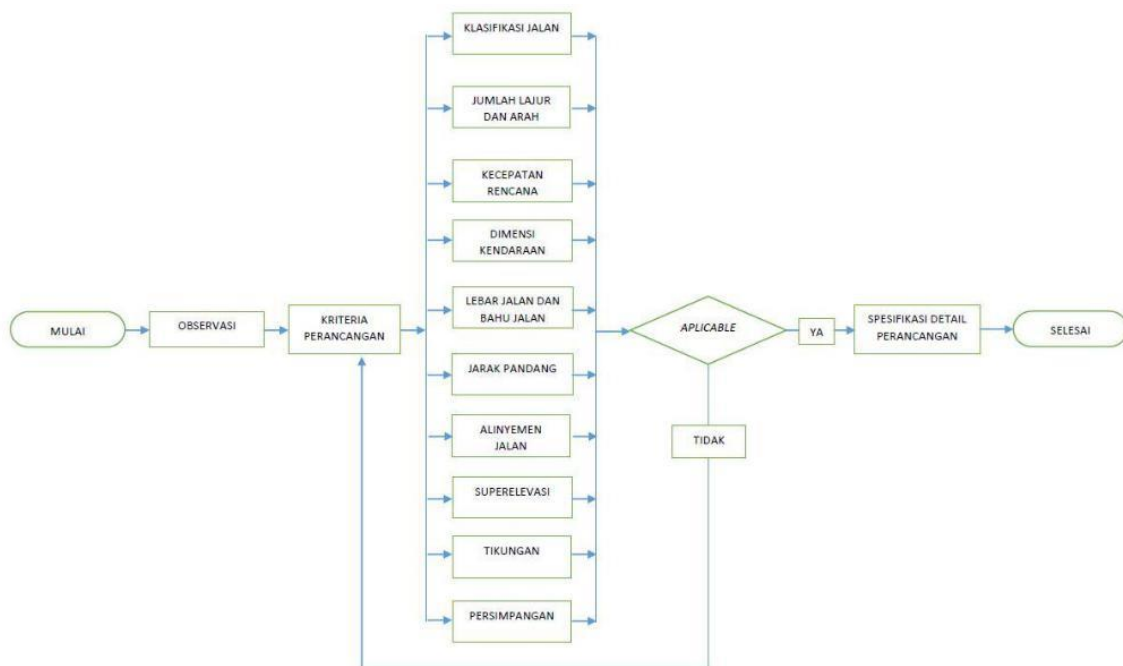 MULAI
OBSERVASI
KRITERIA
PERANCANGAN
KLASIFIKASI JALAN
JUMLAH LAJUR
DAN ARAH
KECEPATAN
RENCANA
DIMENSI
KENDARAAN
LEBAR JALAN DAN
BAHU JALAN
JARAK PANDANG
ALINYEMEN
JALAN
SUPERELEVASI
TIKUNGAN
PERSIMPANGAN
APLICABLE
YA
TIDAK
SPESIFIKASI DETAIL
PERANCANGAN
SELESAI